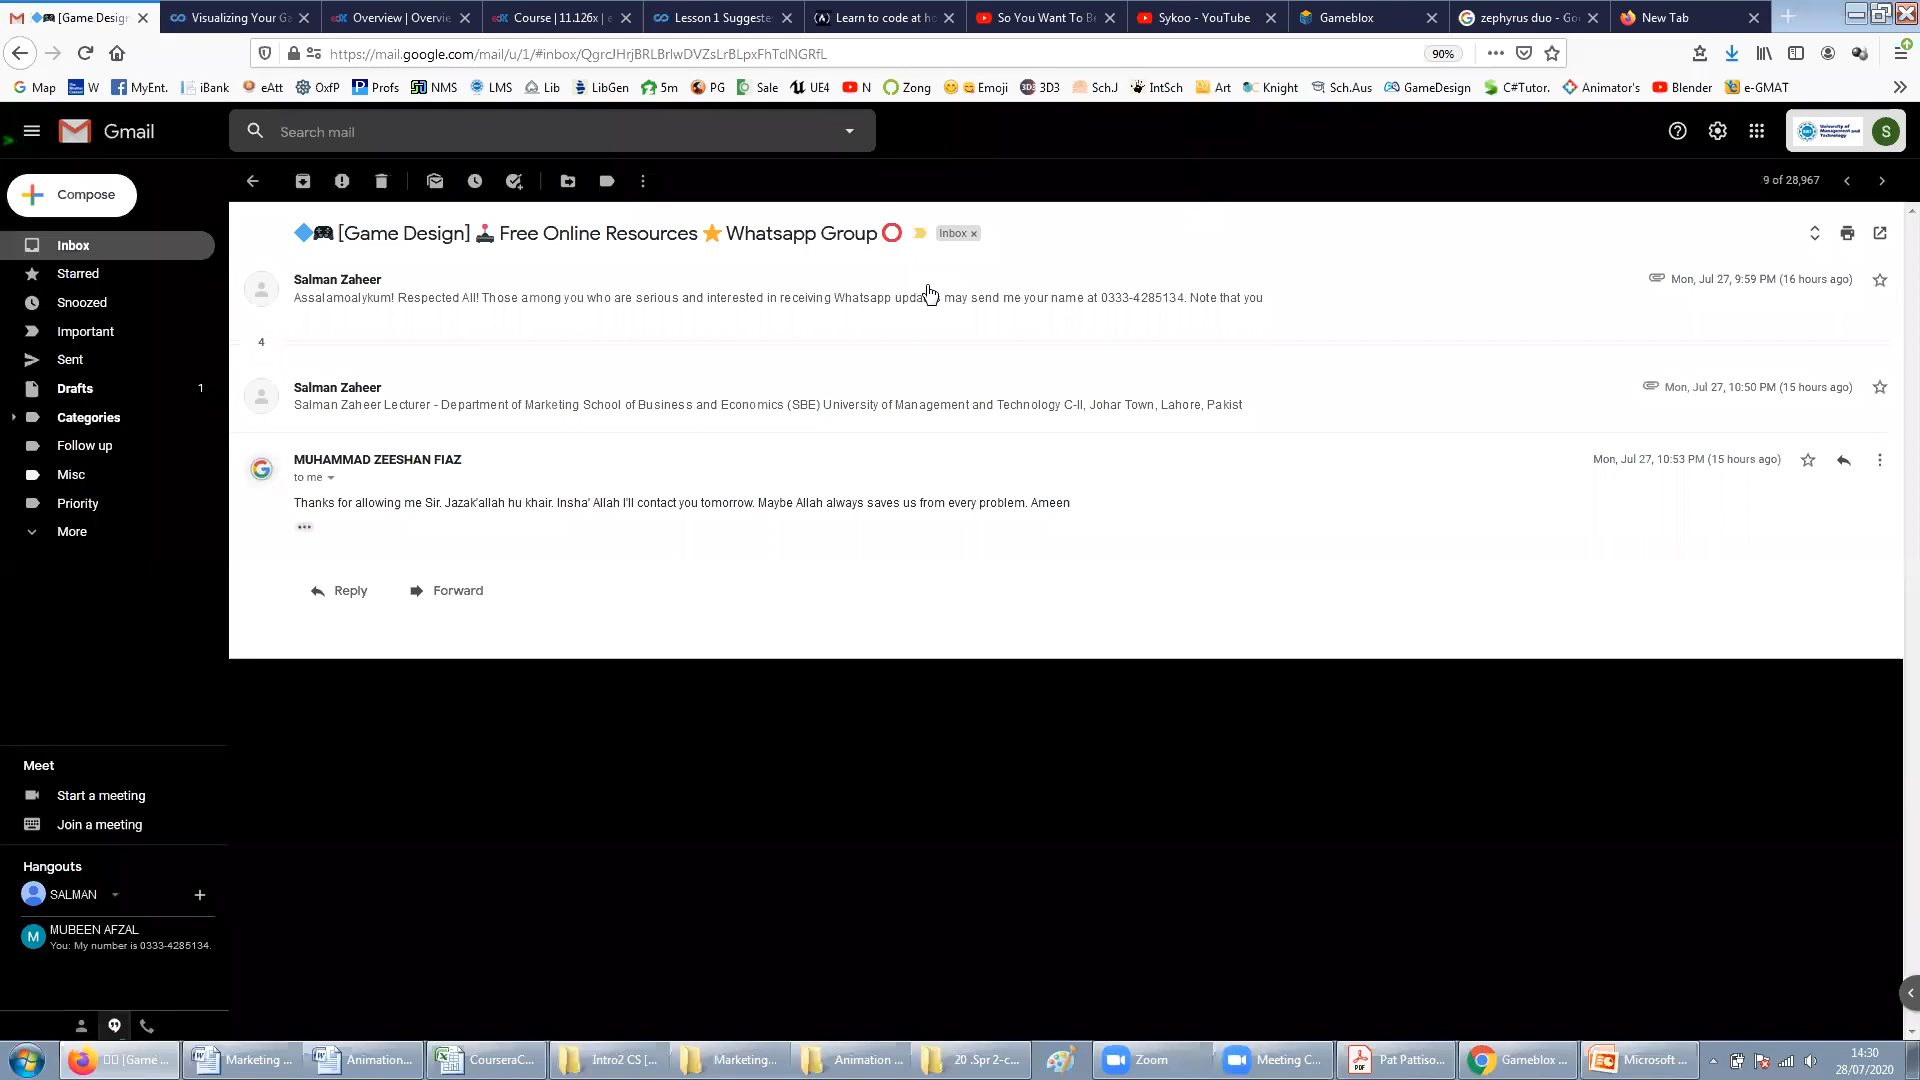 [Game Design
Visualizing Your Ga
Overview | Overvie
Course | 11.126x | e
Lesson 1 Suggeste
Learn to code at ho
So You Want To Be
Sykoo - YouTube
Gameblox
zephyrus duo - Go
New Tab
https://mail.google.com/mail/u/1/#inbox/QgrcJHrjBRLBrlwDVZsLrBLpxFhTclNGRfL
90%
Map
W
MyEnt.
iBank
eAtt
OxfP
Profs
NMS
LMS
Lib
LibGen
5m
PG
Sale
UE4
N
Zong
Emoji
3D3
Sch.J
IntSch
Art
Knight
Sch.Aus
GameDesign
C#Tutor.
Animator's
Blender
e-GMAT
Gmail
Search mail
University of
Management and
Technology
S
Compose
9 of 28,967
Inbox
Starred
Snoozed
Important
Sent
Drafts 1
Categories
Follow up
Misc
Priority
More
🔷🎮 [Game Design] 🕹️ Free Online Resources ⭐ Whatsapp Group ⭕
Inbox x
Salman Zaheer
Mon, Jul 27, 9:59 PM (16 hours ago)
Assalamoalykum! Respected All! Those among you who are serious and interested in receiving Whatsapp upda may send me your name at 0333-4285134. Note that you
4
Salman Zaheer
Mon, Jul 27, 10:50 PM (15 hours ago)
Salman Zaheer Lecturer - Department of Marketing School of Business and Economics (SBE) University of Management and Technology C-II, Johar Town, Lahore, Pakist
MUHAMMAD ZEESHAN FIAZ
Mon, Jul 27, 10:53 PM (15 hours ago)
to me
Thanks for allowing me Sir. Jazak'allah hu khair. Insha' Allah I'll contact you tomorrow. Maybe Allah always saves us from every problem. Ameen
Reply
Forward
Meet
Start a meeting
Join a meeting
Hangouts
SALMAN
M
MUBEEN AFZAL
You: My number is 0333-4285134.
[Game ...
Marketing ...
Animation...
CourseraC...
Intro2 CS [...
Marketing...
Animation ...
20 .Spr 2-c...
Zoom
Meeting C...
Pat Pattiso...
Gameblox ...
Microsoft ...
14:30
28/07/2020